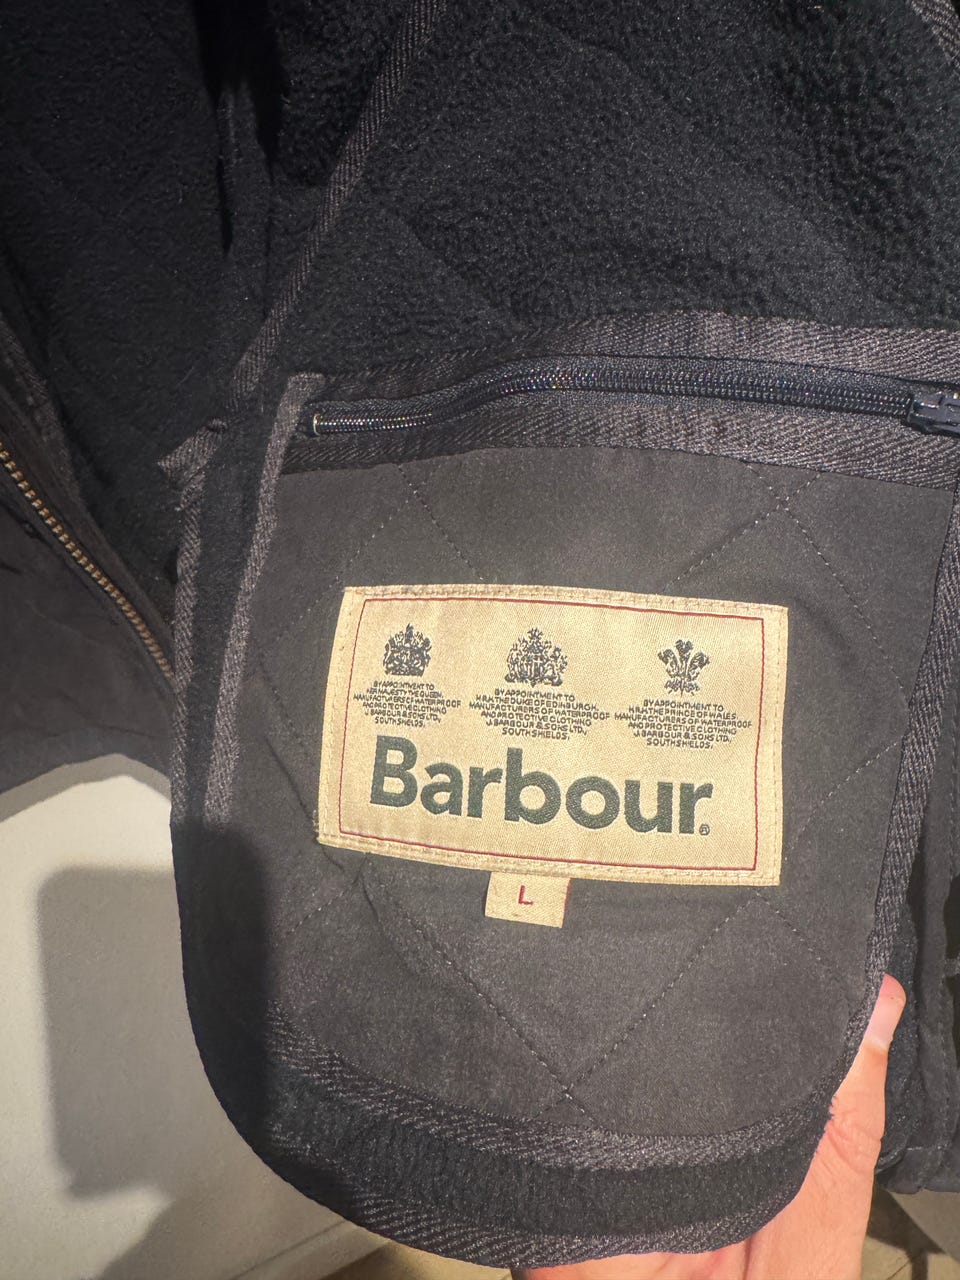 BY APPOINTMENT TO
HER MAJESTY THE QUEEN.
MANUFACTURERS OF WATERPROOF
AND PROTECTIVE CLOTHING
J. BARBOUR & SONS LTD.,
SOUTH SHIELDS.
BY APPOINTMENT TO
H.R.H. THE DUKE OF EDINBURGH.
MANUFACTURERS OF WATERPROOF
AND PROTECTIVE CLOTHING
J. BARBOUR & SONS LTD.,
SOUTH SHIELDS.
BY APPOINTMENT TO
H.R.H. THE PRINCE OF WALES.
MANUFACTURERS OF WATERPROOF
AND PROTECTIVE CLOTHING
J. BARBOUR & SONS LTD.,
SOUTH SHIELDS.
Barbour®
L